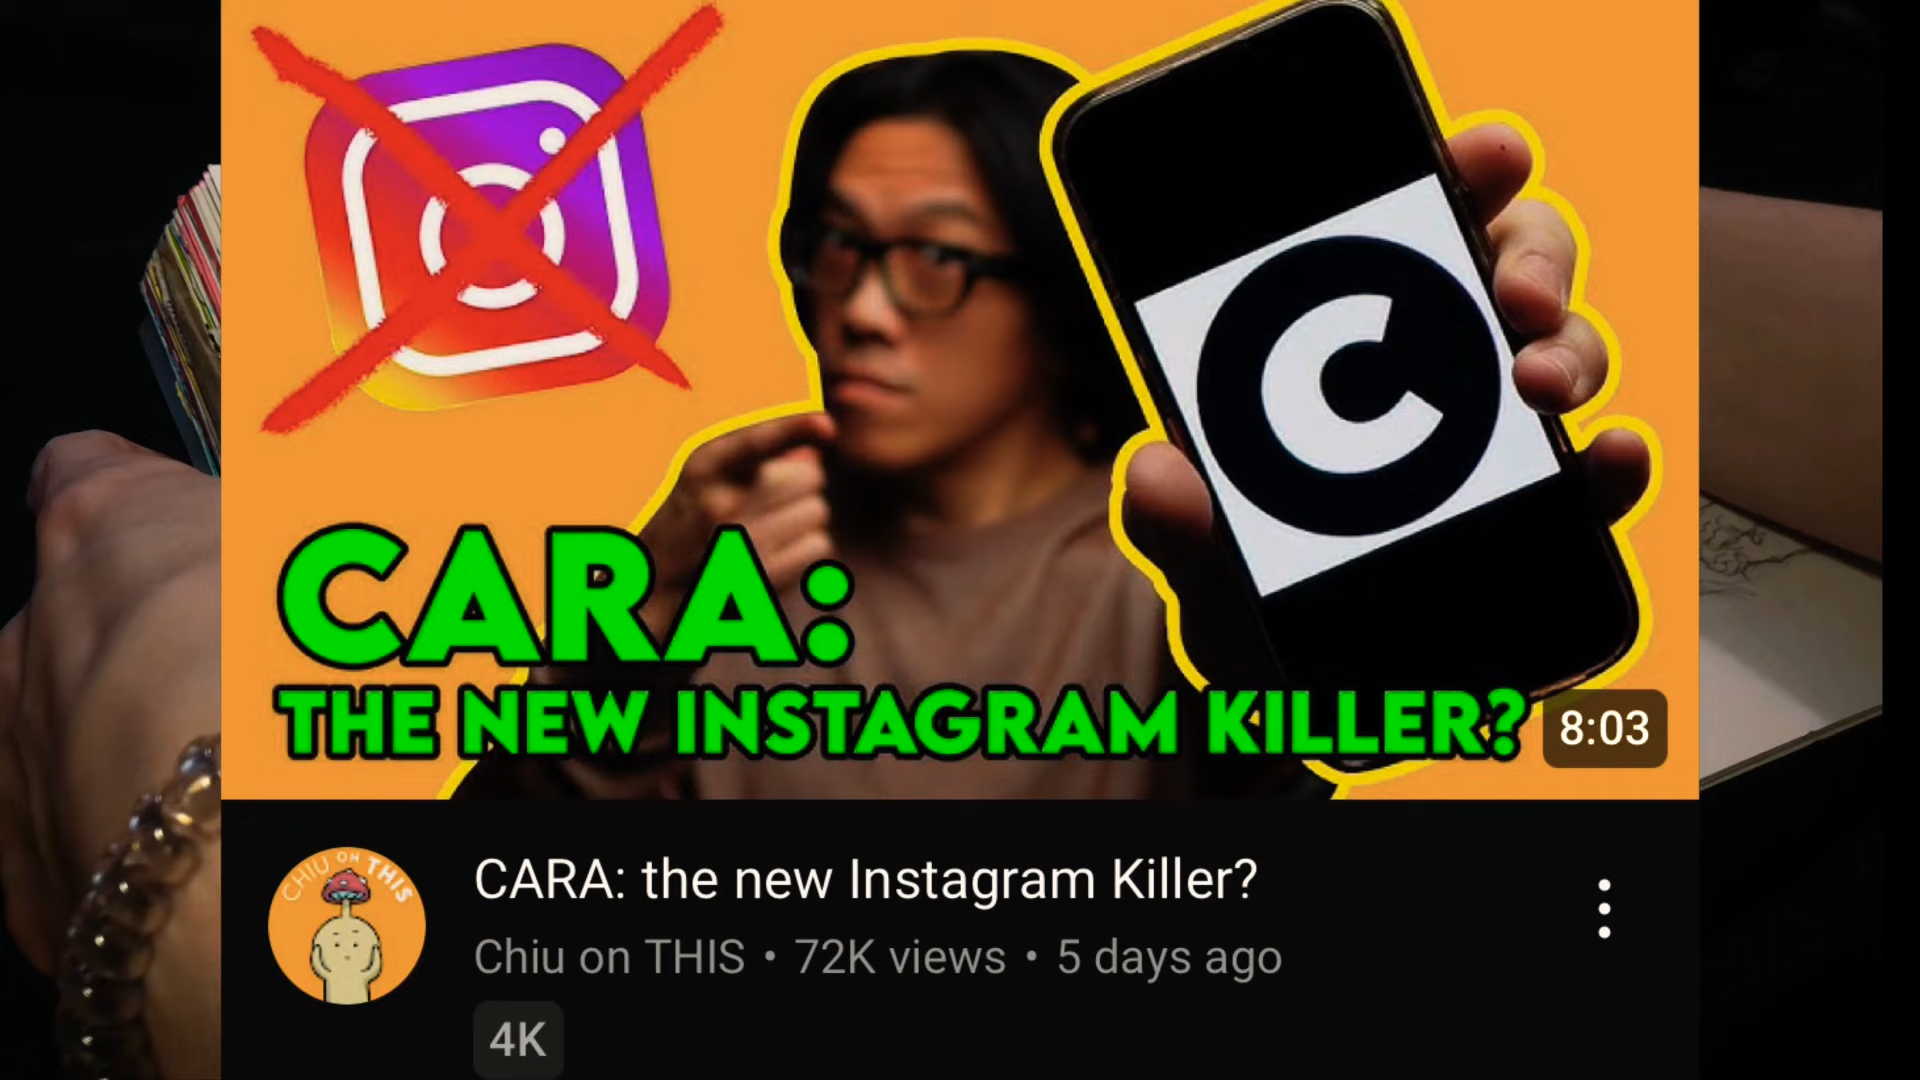 C
CARA:
THE NEW INSTAGRAM KILLER?
8:03
CHIU ON THIS
CARA: the new Instagram Killer?
Chiu on THIS • 72K views • 5 days ago
4K